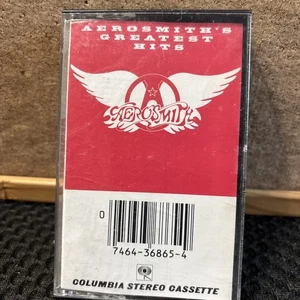 AEROSMITH'S
GREATEST
HITS
AEROSMITH
0
7464-36865-4
COLUMBIA STEREO CASSETTE